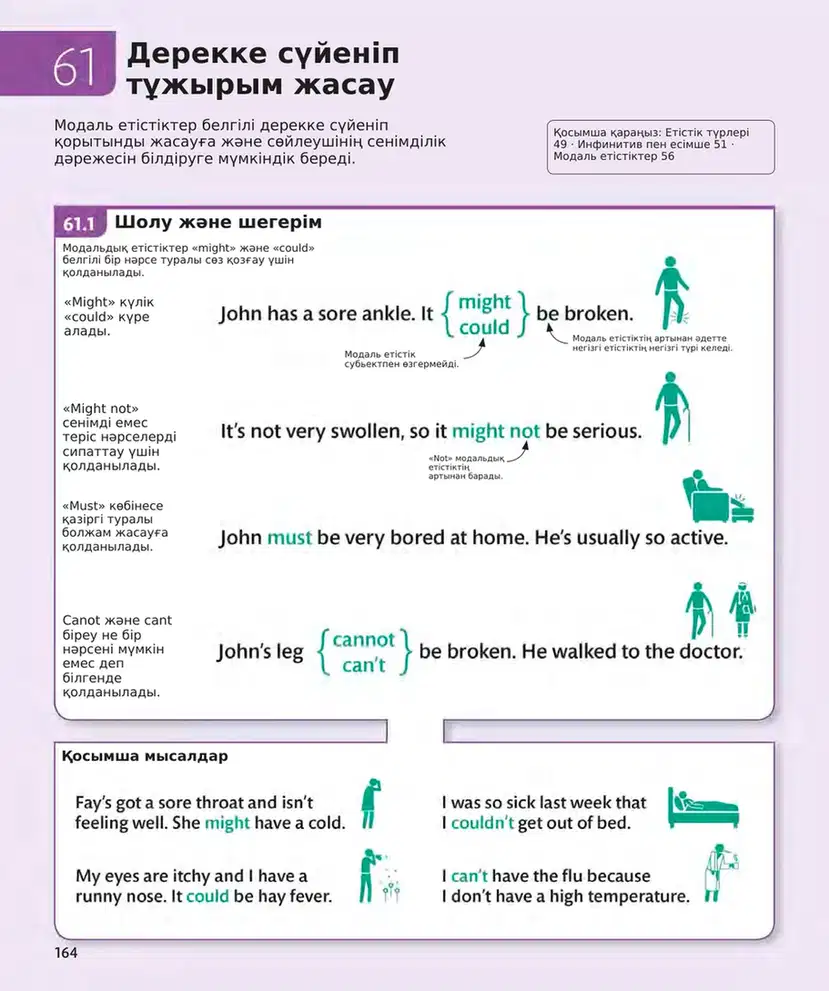 61
Дерекке сүйеніп
тұжырым жасау
Модаль етістіктер белгілі дерекке сүйеніп
қорытынды жасауға және сөйлеушінің сенімділік
дәрежесін білдіруге мүмкіндік береді.
Қосымша қараңыз: Етістік түрлері
49 · Инфинитив пен есімше 51 ·
Модаль етістіктер 56
61.1 Шолу және шегерім
Модальдық етістіктер «might» және «could»
белгілі бір нәрсе туралы сөз қозғау үшін
қолданылады.
«Might» күлік
«could» күре
алады.
John has a sore ankle. It { might could } be broken.
Модаль етістік
субьектпен өзгермейді.
Модаль етістіктің артынан әдетте
негізгі етістіктің негізгі түрі келеді.
«Might not»
сенімді емес
теріс нәрселерді
сипаттау үшін
қолданылады.
It's not very swollen, so it might not be serious.
«Not» модальдық
етістіктің
артынан барады.
«Must» көбінесе
қазіргі туралы
болжам жасауға
қолданылады.
John must be very bored at home. He's usually so active.
Canot және cant
біреу не бір
нәрсені мүмкін
емес деп
білгенде
қолданылады.
John's leg { cannot can't } be broken. He walked to the doctor.
Қосымша мысалдар
Fay's got a sore throat and isn't
feeling well. She might have a cold.
I was so sick last week that
I couldn't get out of bed.
My eyes are itchy and I have a
runny nose. It could be hay fever.
I can't have the flu because
I don't have a high temperature.
164